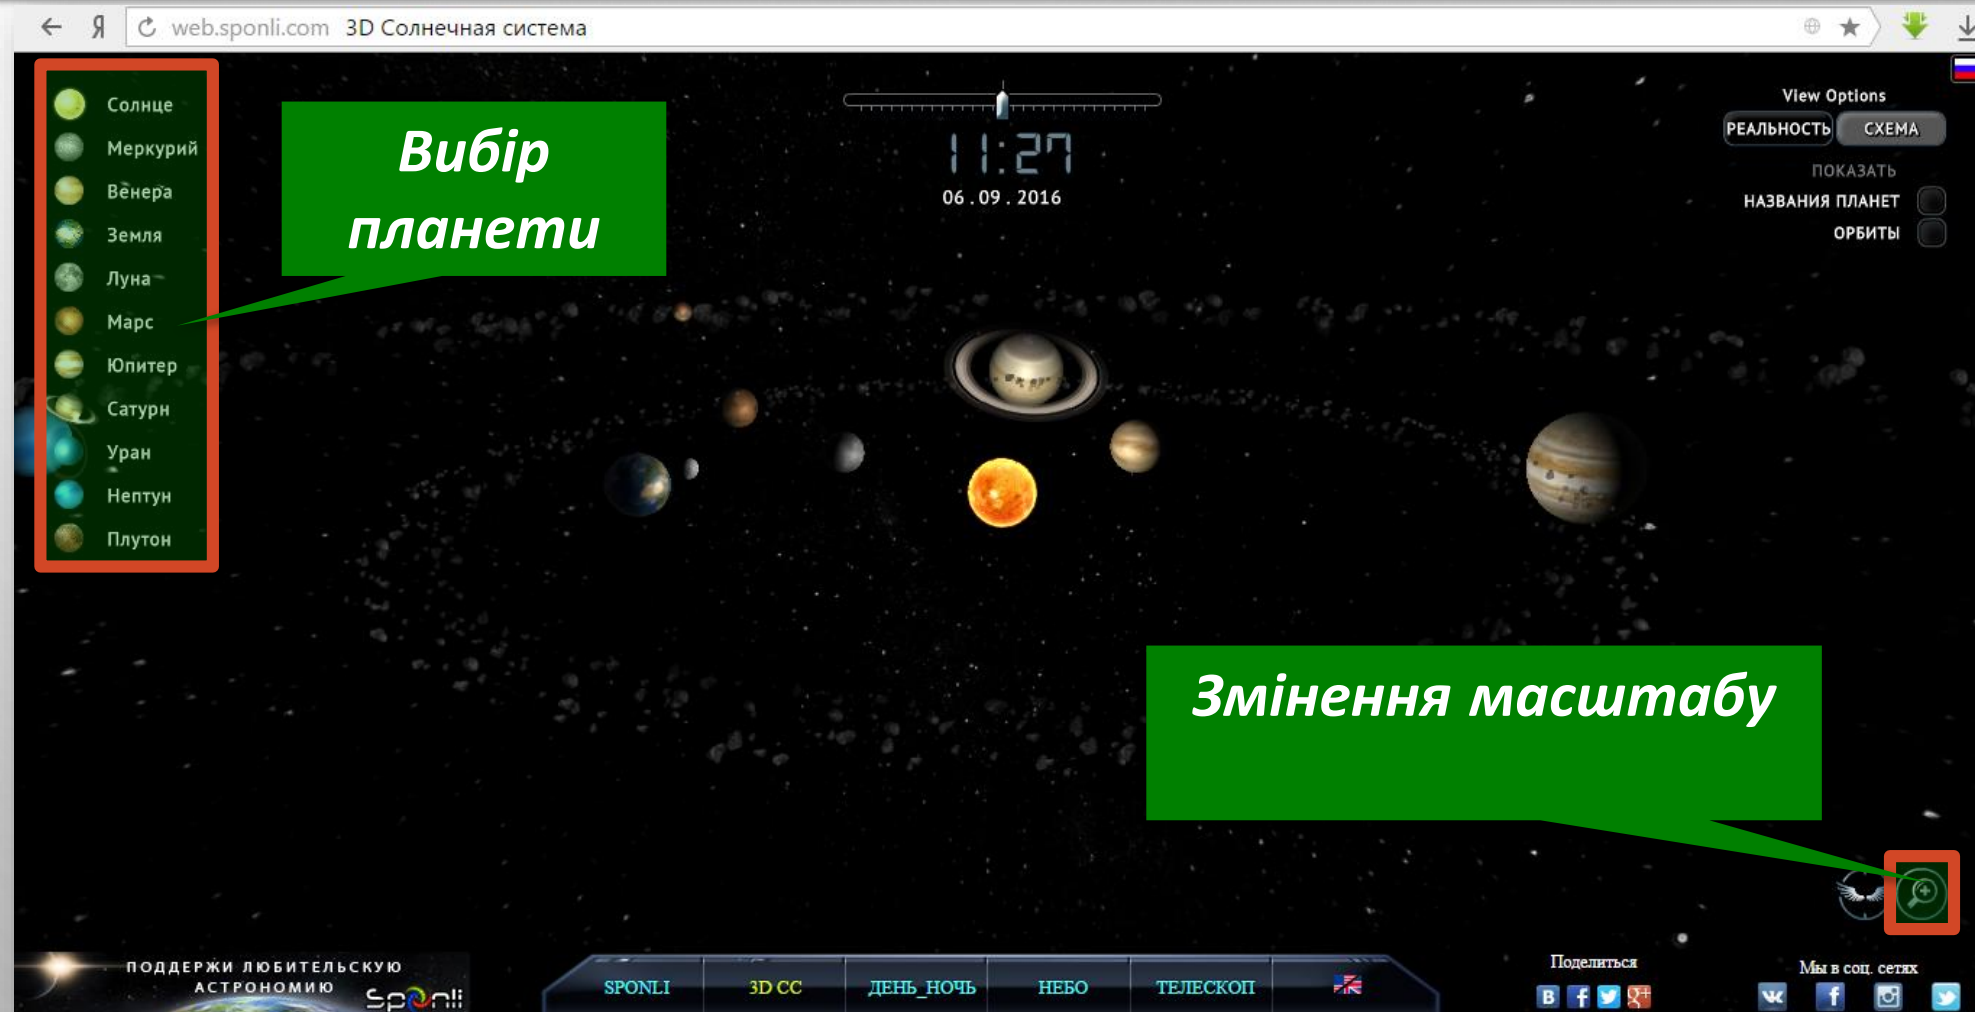 Я web.sponli.com 3D Солнечная система
Солнце
Меркурий
Венера
Земля
Луна
Марс
Юпитер
Сатурн
Уран
Нептун
Плутон
Вибір
планети
11:27
06.09.2016
View Options
РЕАЛЬНОСТЬ СХЕМА
ПОКАЗАТЬ
НАЗВАНИЯ ПЛАНЕТ
ОРБИТЫ
Змінення масштабу
ПОДДЕРЖИ ЛЮБИТЕЛЬСКУЮ
АСТРОНОМИЮ
Sponli
SPONLI 3D СС ДЕНЬ_НОЧЬ НЕБО ТЕЛЕСКОП
Поделиться
Мы в соц. сетях